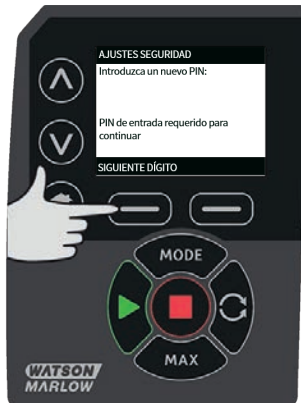 AJUSTES SEGURIDAD
Introduzca un nuevo PIN:
PIN de entrada requerido para
continuar
SIGUIENTE DÍGITO
MODE
MAX
WATSON
MARLOW